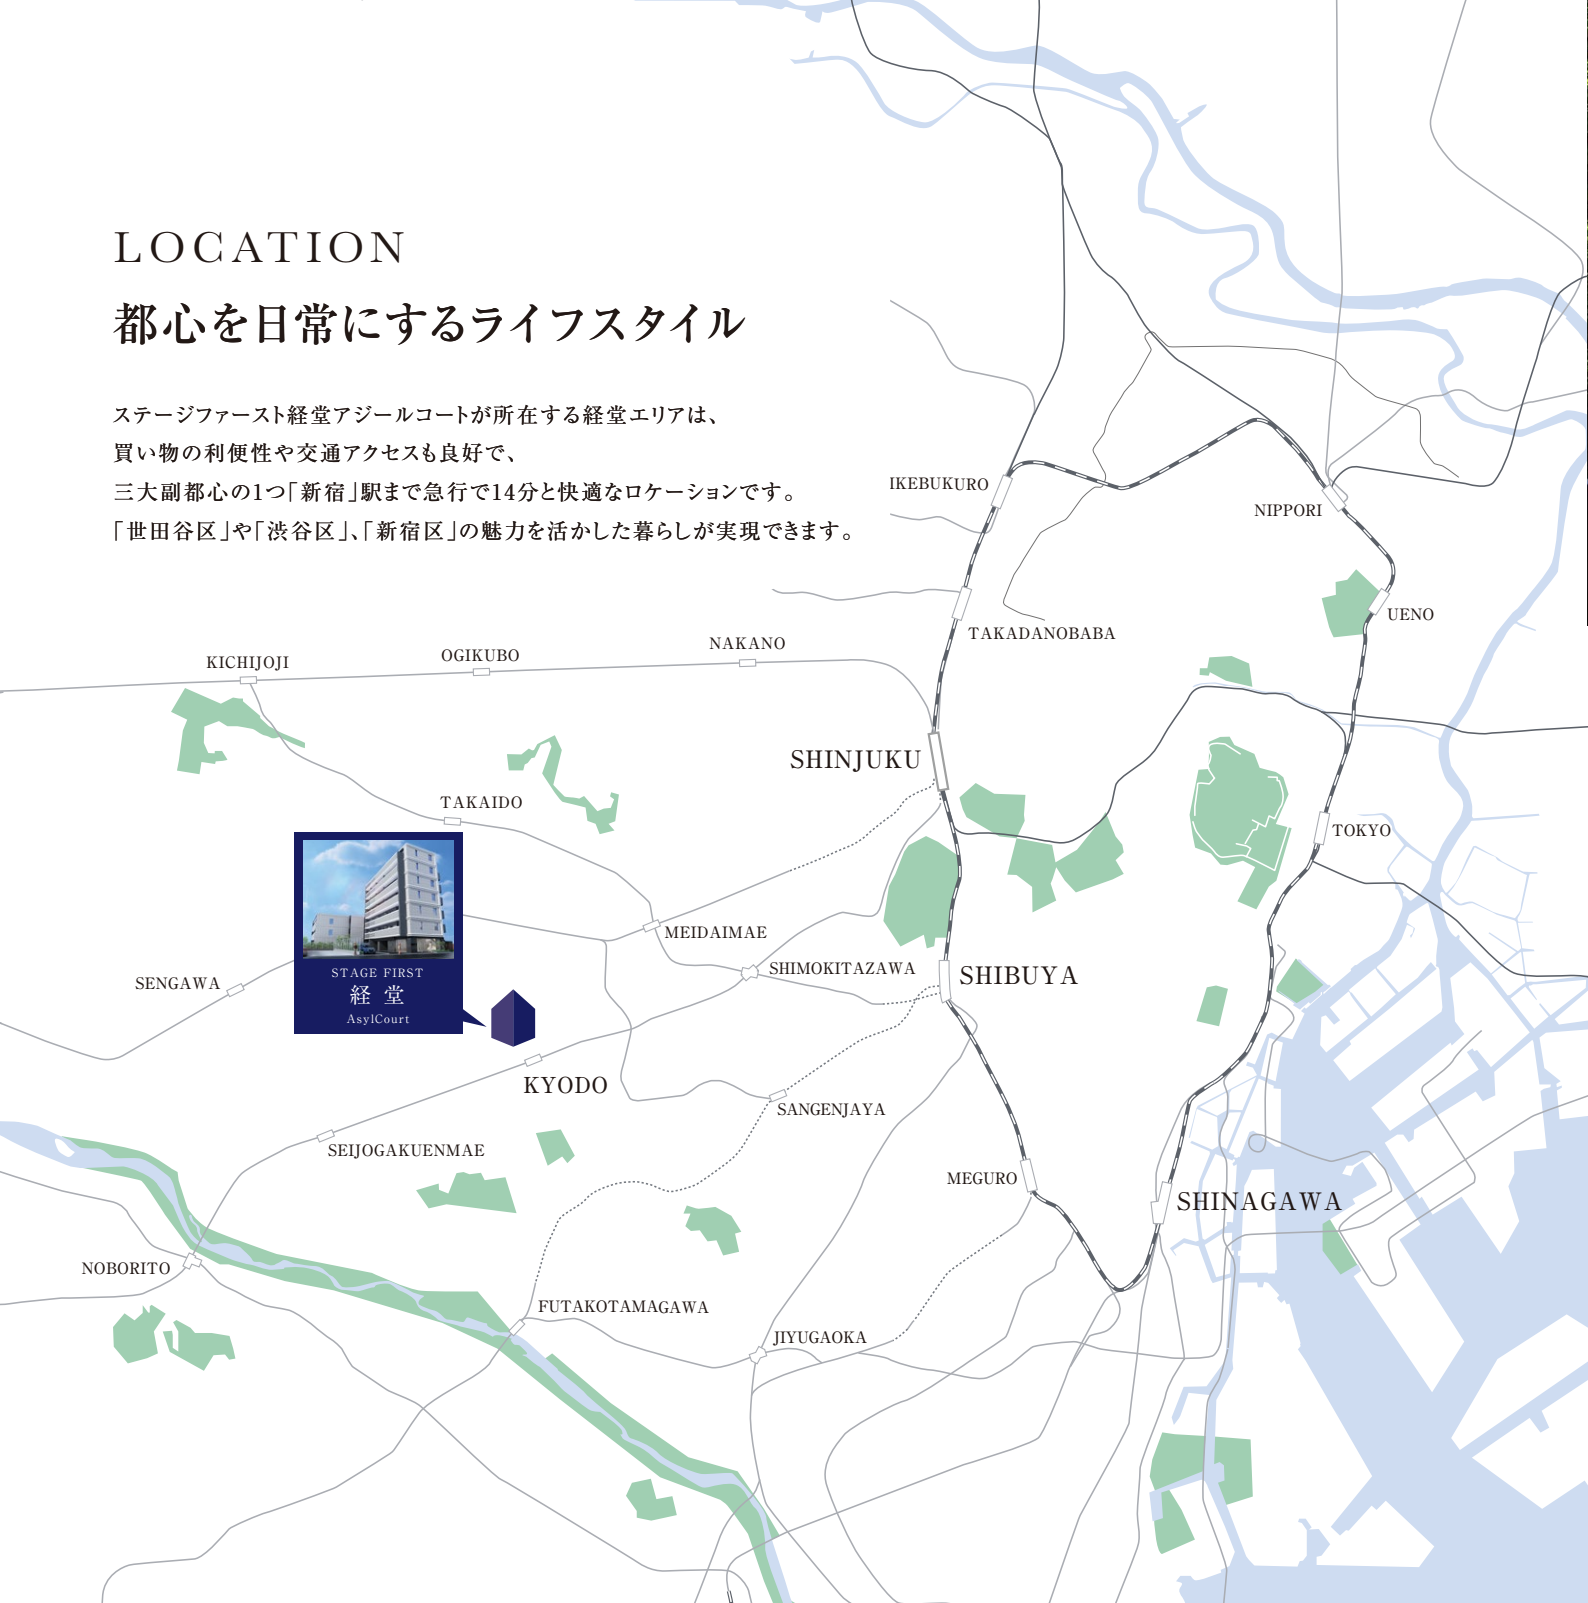 LOCATION
都心を日常にするライフスタイル
ステージファースト経堂アジールコートが所在する経堂エリアは、
買い物の利便性や交通アクセスも良好で、
三大副都心の1つ「新宿」駅まで急行で14分と快適なロケーションです。
「世田谷区」や「渋谷区」、「新宿区」の魅力を活かした暮らしが実現できます。
IKEBUKURO
NIPPORI
UENO
TAKADANOBABA
NAKANO
OGIKUBO
KICHIJOJI
SHINJUKU
TAKAIDO
TOKYO
MEIDAIMAE
SHIMOKITAZAWA
SHIBUYA
SENGAWA
STAGE FIRST
経堂
AsylCourt
KYODO
SANGENJAYA
SEIJOGAKUENMAE
MEGURO
SHINAGAWA
NOBORITO
FUTAKOTAMAGAWA
JIYUGAOKA